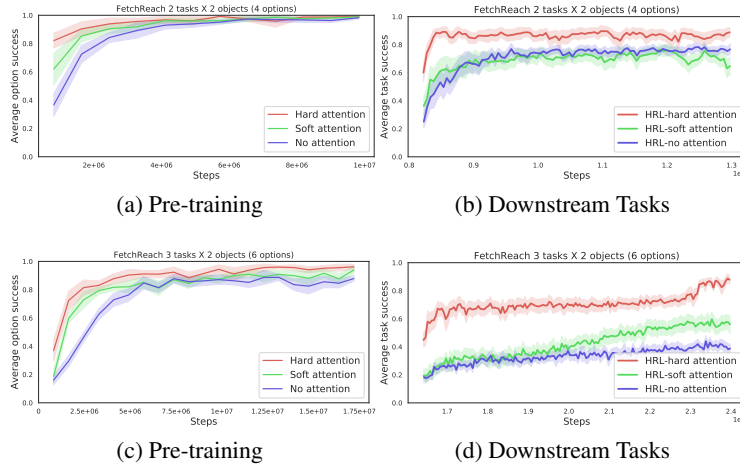 FetchReach 2 tasks X 2 objects (4 options)
Average option success
1.0
0.8
0.6
0.4
0.2
0.0
Hard attention
Soft attention
No attention
2e+06 4e+06 6e+06 8e+06 1e+07
Steps
(a) Pre-training
FetchReach 2 tasks X 2 objects (4 options)
Average task success
1.0
0.8
0.6
0.4
0.2
0.0
HRL-hard attention
HRL-soft attention
HRL-no attention
0.8 0.9 1.0 1.1 1.2 1.3
Steps
(b) Downstream Tasks
FetchReach 3 tasks X 2 objects (6 options)
Average option success
1.0
0.8
0.6
0.4
0.2
0.0
Hard attention
Soft attention
No attention
2.5e+06 5e+06 7.5e+06 1e+07 1.25e+07 1.5e+07 1.75e+07
Steps
(c) Pre-training
FetchReach 3 tasks X 2 objects (6 options)
Average task success
1.0
0.8
0.6
0.4
0.2
0.0
HRL-hard attention
HRL-soft attention
HRL-no attention
1.7 1.8 1.9 2.0 2.1 2.2 2.3 2.4
Steps
(d) Downstream Tasks